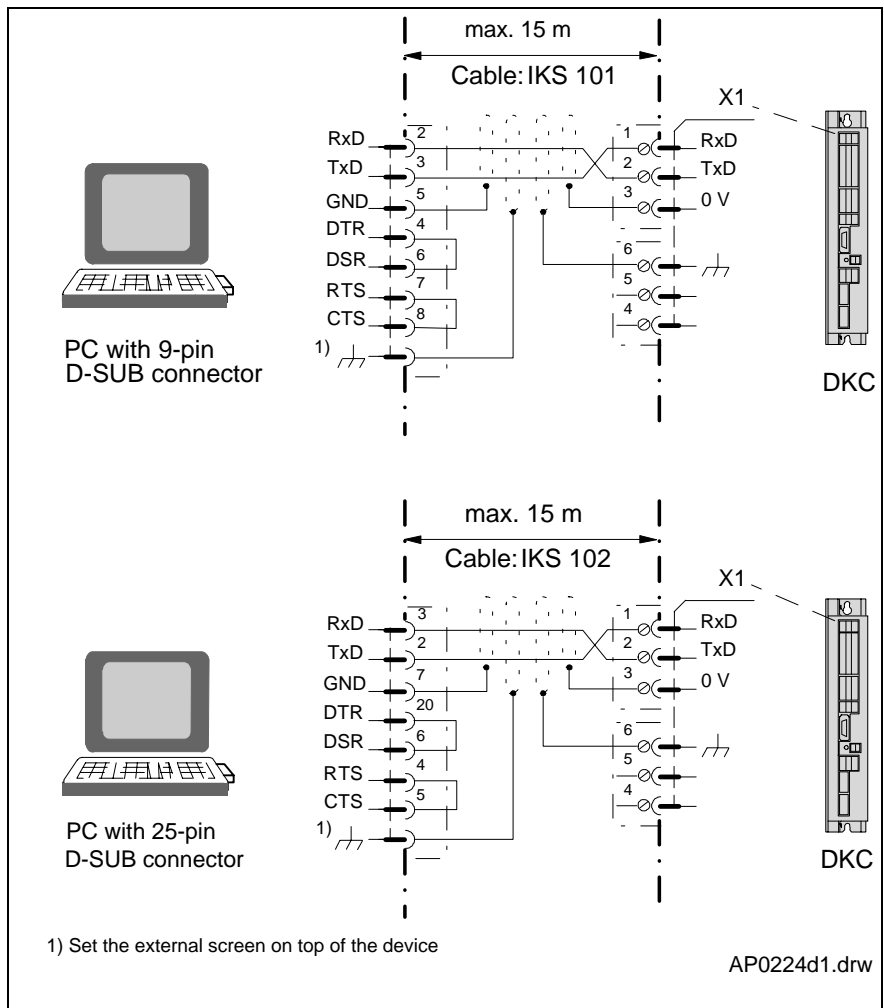 max. 15 m
Cable: IKS 101
X1
RxD 2 1 RxD
TxD 3 2 TxD
GND 5 3 0 V
DTR 4
DSR 6 6
RTS 7 5
CTS 8 4
1)
PC with 9-pin
D-SUB connector
DKC
max. 15 m
Cable: IKS 102
X1
RxD 3 1 RxD
TxD 2 2 TxD
GND 7 3 0 V
DTR 20
DSR 6 6
RTS 4 5
CTS 5 4
1)
PC with 25-pin
D-SUB connector
DKC
1) Set the external screen on top of the device
AP0224d1.drw